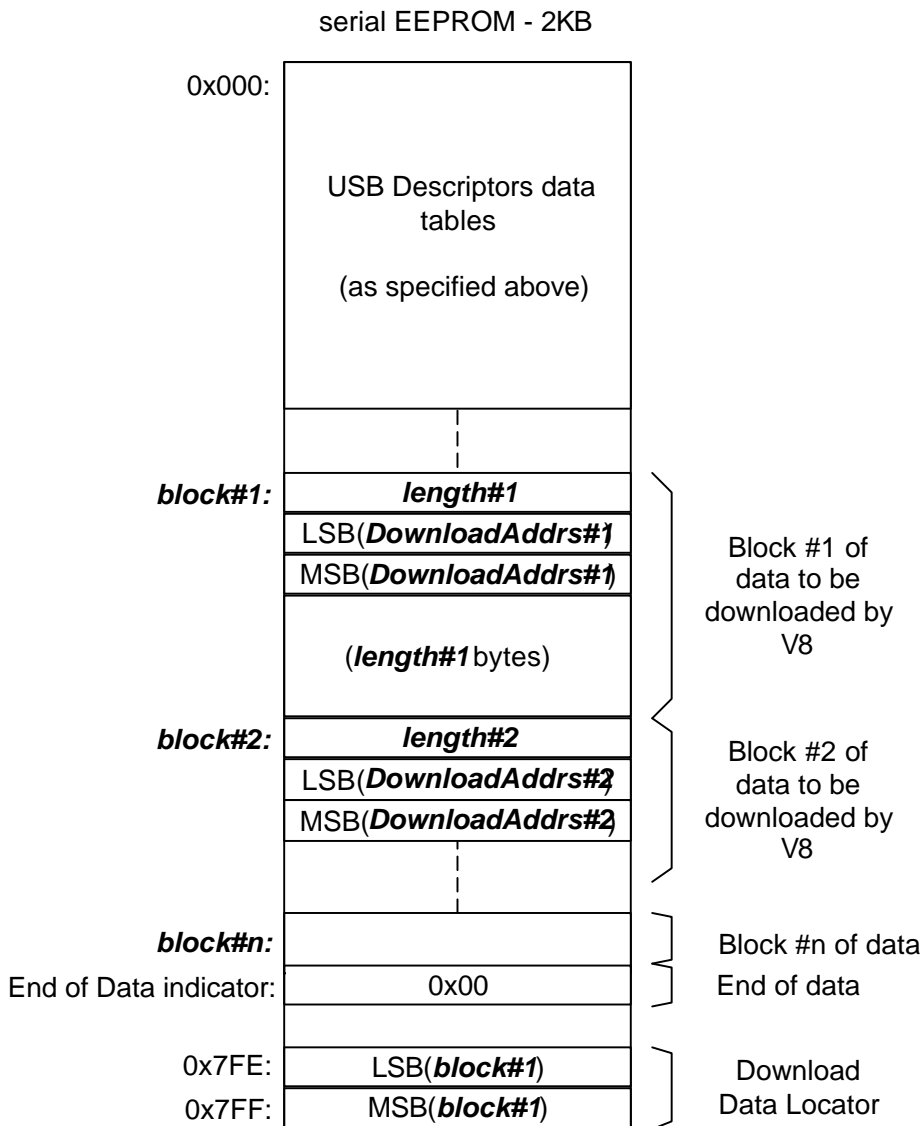 serial EEPROM - 2KB
0x000:
USB Descriptors data
tables
(as specified above)
block#1:
length#1
LSB(DownloadAddrs#1)
MSB(DownloadAddrs#1)
(length#1 bytes)
Block #1 of
data to be
downloaded by
V8
block#2:
length#2
LSB(DownloadAddrs#2)
MSB(DownloadAddrs#2)
Block #2 of
data to be
downloaded by
V8
block#n:
Block #n of data
End of Data indicator:
0x00
End of data
0x7FE:
LSB(block#1)
0x7FF:
MSB(block#1)
Download
Data Locator